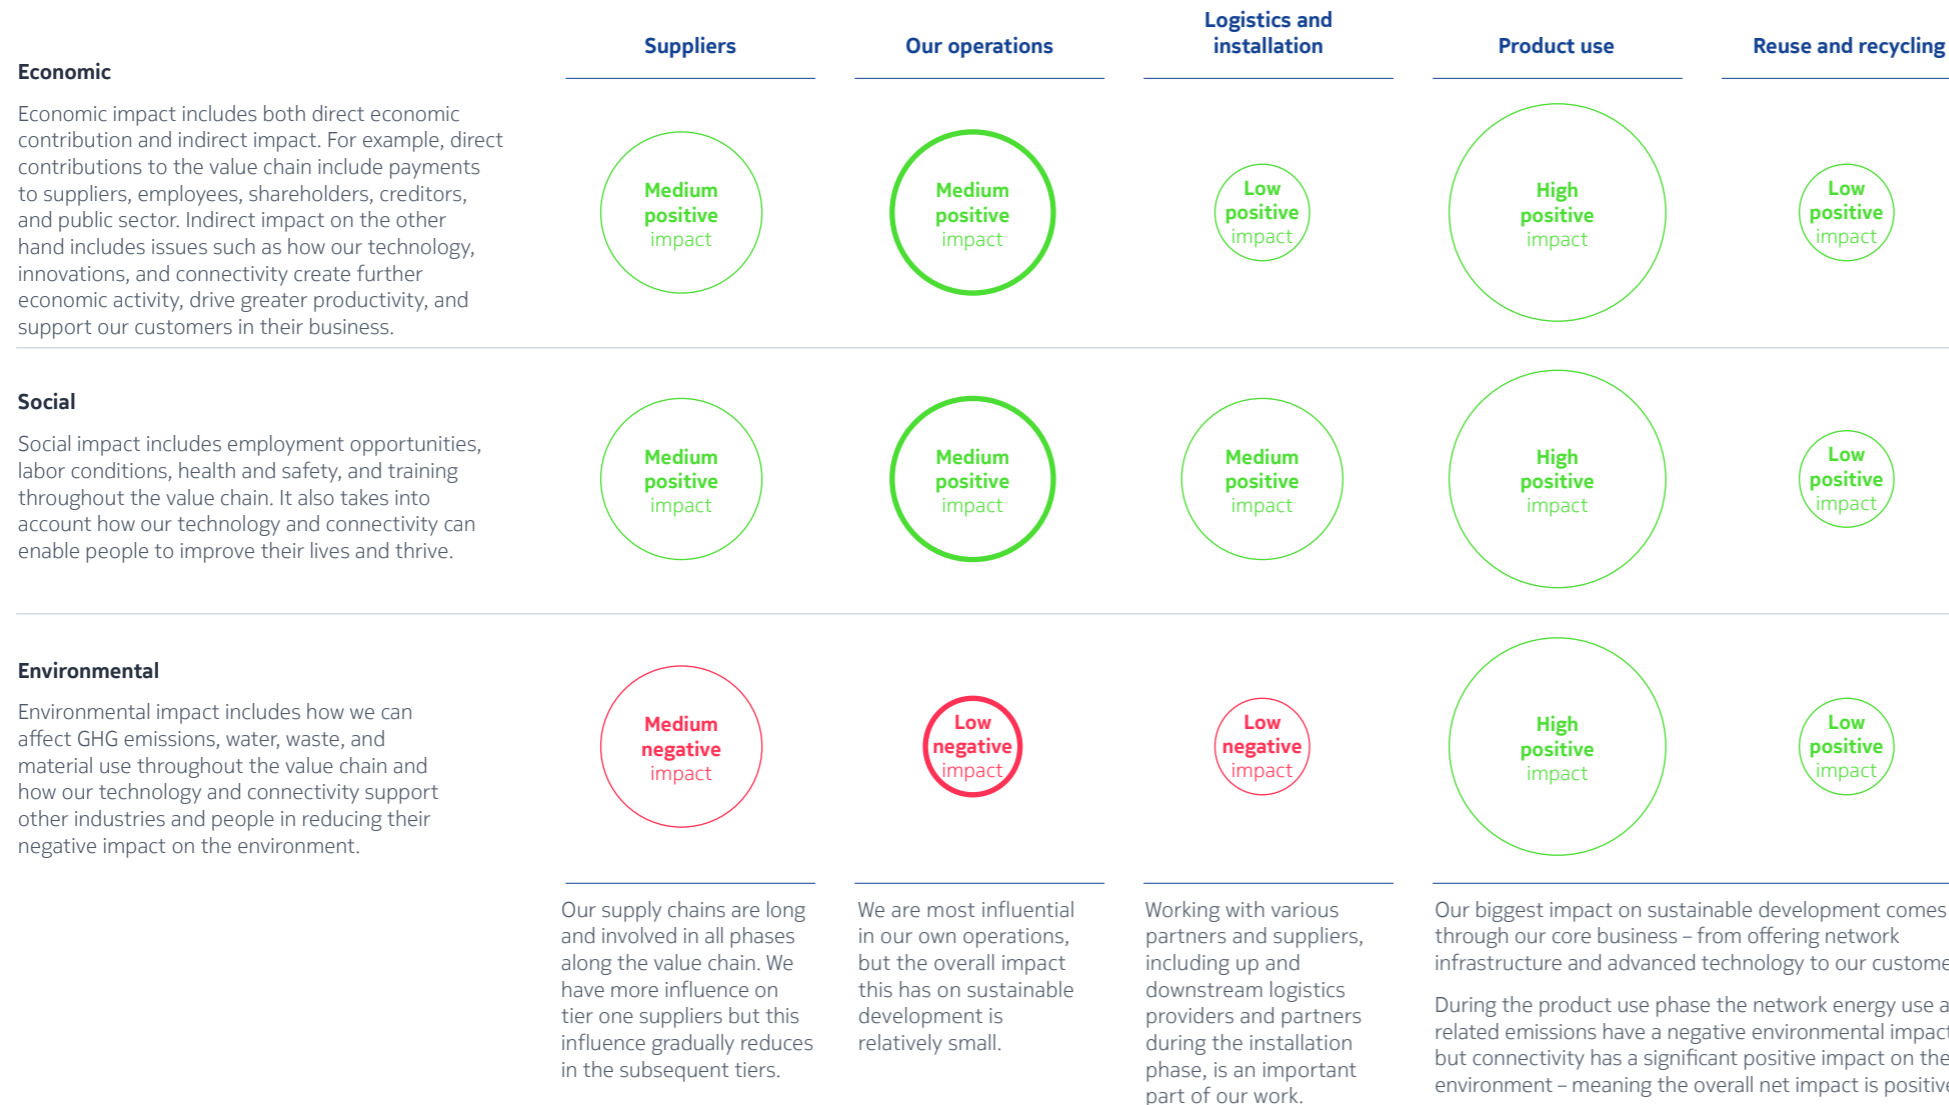 Suppliers
Our operations
Logistics and
installation
Product use
Reuse and recycling
Economic
Economic impact includes both direct economic
contribution and indirect impact. For example, direct
contributions to the value chain include payments
to suppliers, employees, shareholders, creditors,
and public sector. Indirect impact on the other
hand includes issues such as how our technology,
innovations, and connectivity create further
economic activity, drive greater productivity, and
support our customers in their business.
Medium
positive
impact
Medium
positive
impact
Low
positive
impact
High
positive
impact
Low
positive
impact
Social
Social impact includes employment opportunities,
labor conditions, health and safety, and training
throughout the value chain. It also takes into
account how our technology and connectivity can
enable people to improve their lives and thrive.
Medium
positive
impact
Medium
positive
impact
Medium
positive
impact
High
positive
impact
Low
positive
impact
Environmental
Environmental impact includes how we can
affect GHG emissions, water, waste, and
material use throughout the value chain and
how our technology and connectivity support
other industries and people in reducing their
negative impact on the environment.
Medium
negative
impact
Low
negative
impact
Low
negative
impact
High
positive
impact
Low
positive
impact
Our supply chains are long
and involved in all phases
along the value chain. We
have more influence on
tier one suppliers but this
influence gradually reduces
in the subsequent tiers.
We are most influential
in our own operations,
but the overall impact
this has on sustainable
development is
relatively small.
Working with various
partners and suppliers,
including up and
downstream logistics
providers and partners
during the installation
phase, is an important
part of our work.
Our biggest impact on sustainable development comes
through our core business – from offering network
infrastructure and advanced technology to our
During the product use phase the network energy use
related emissions have a negative environmental impact
but connectivity has a significant positive impact on the
environment – meaning the overall net impact is positive